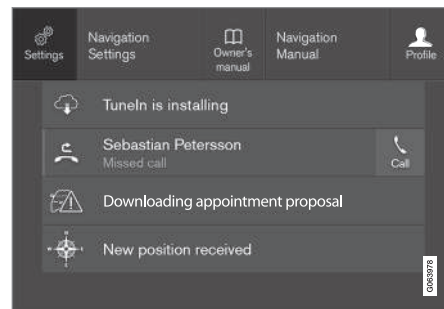 Settings
Navigation
Settings
Owner's
manual
Navigation
Manual
Profile
TuneIn is installing
Sebastian Petersson
Missed call
Call
Downloading appointment proposal
New position received
G063978